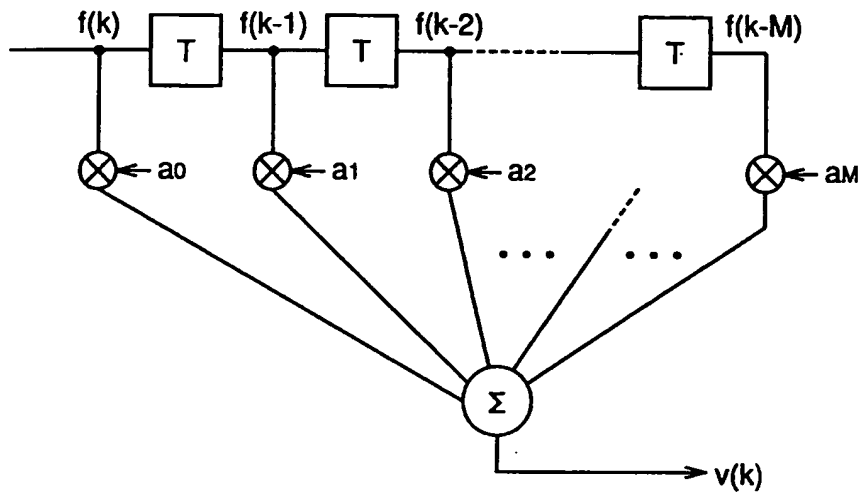 f(k) f(k-1) f(k-2) f(k-M)
T T T
a0 a1 a2 aM
Σ
v(k)